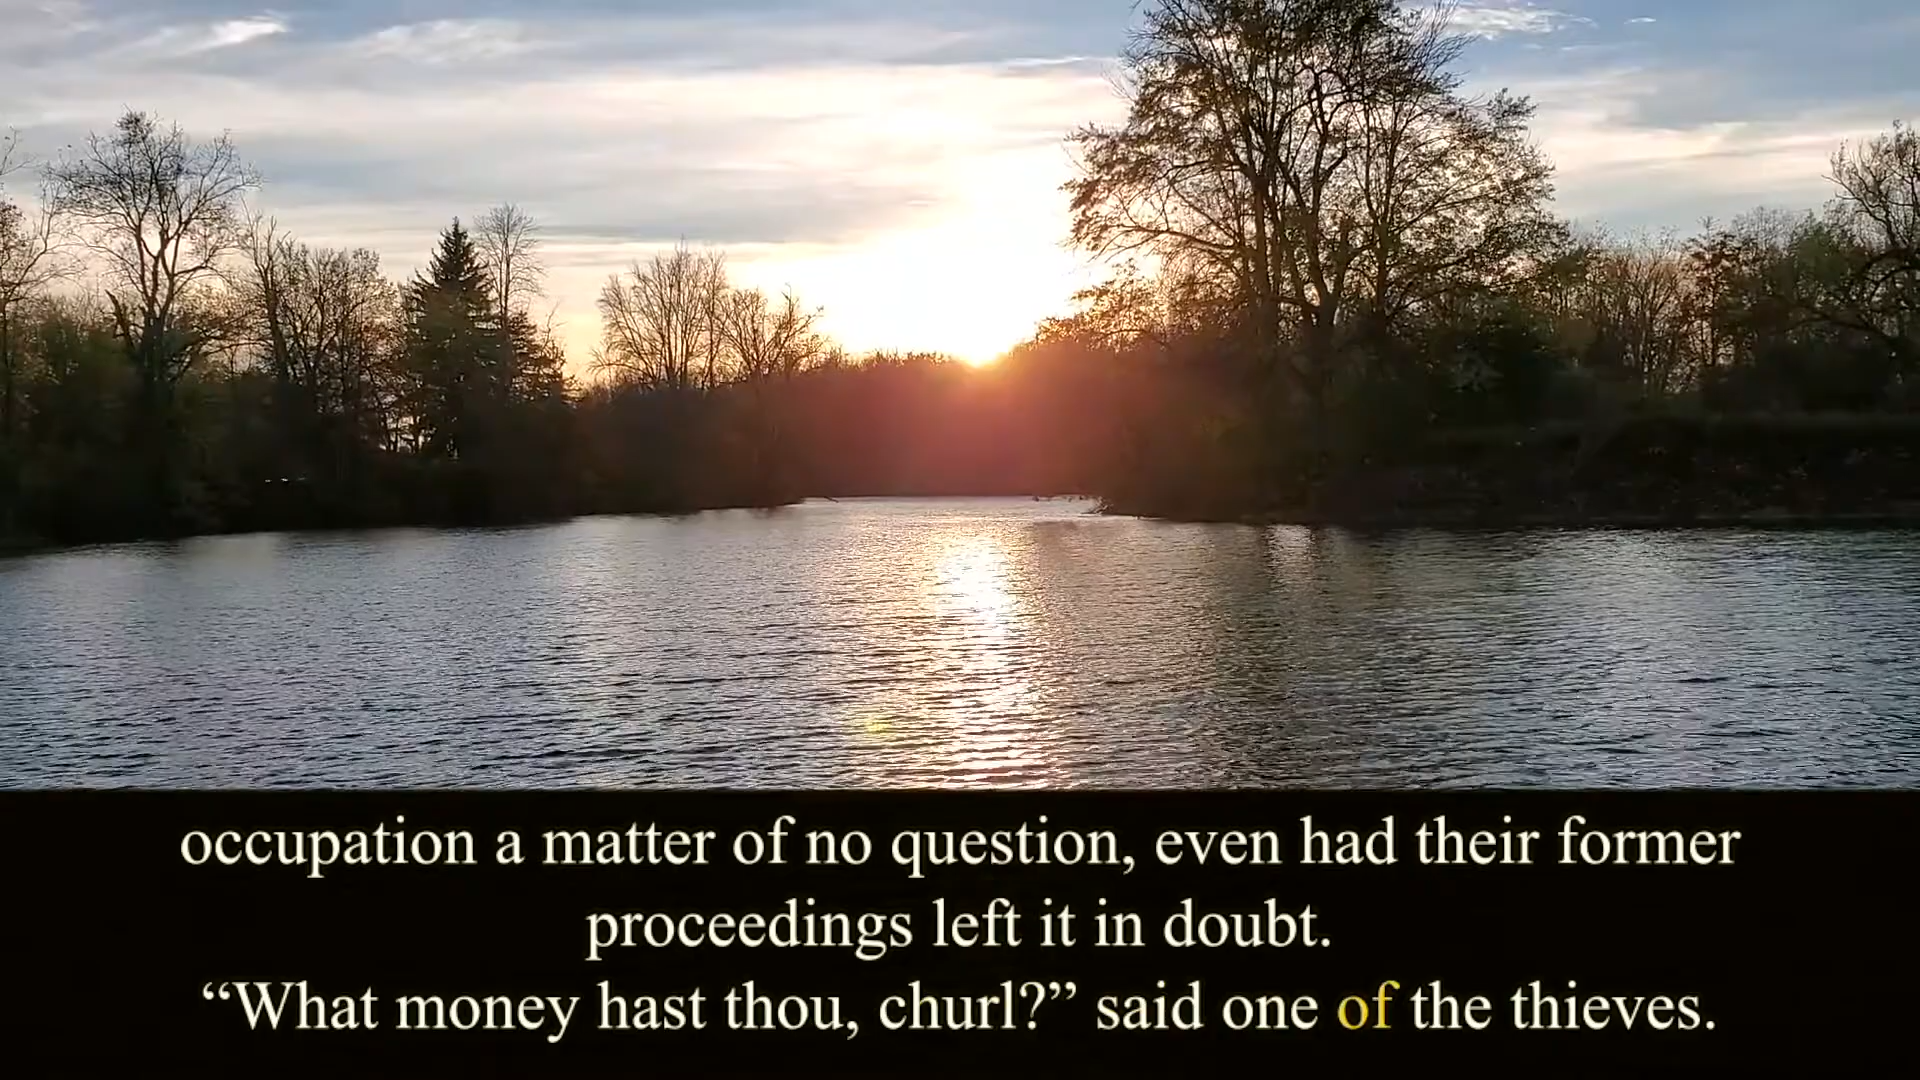 occupation a matter of no question, even had their former
proceedings left it in doubt.
“What money hast thou, churl?” said one of the thieves.